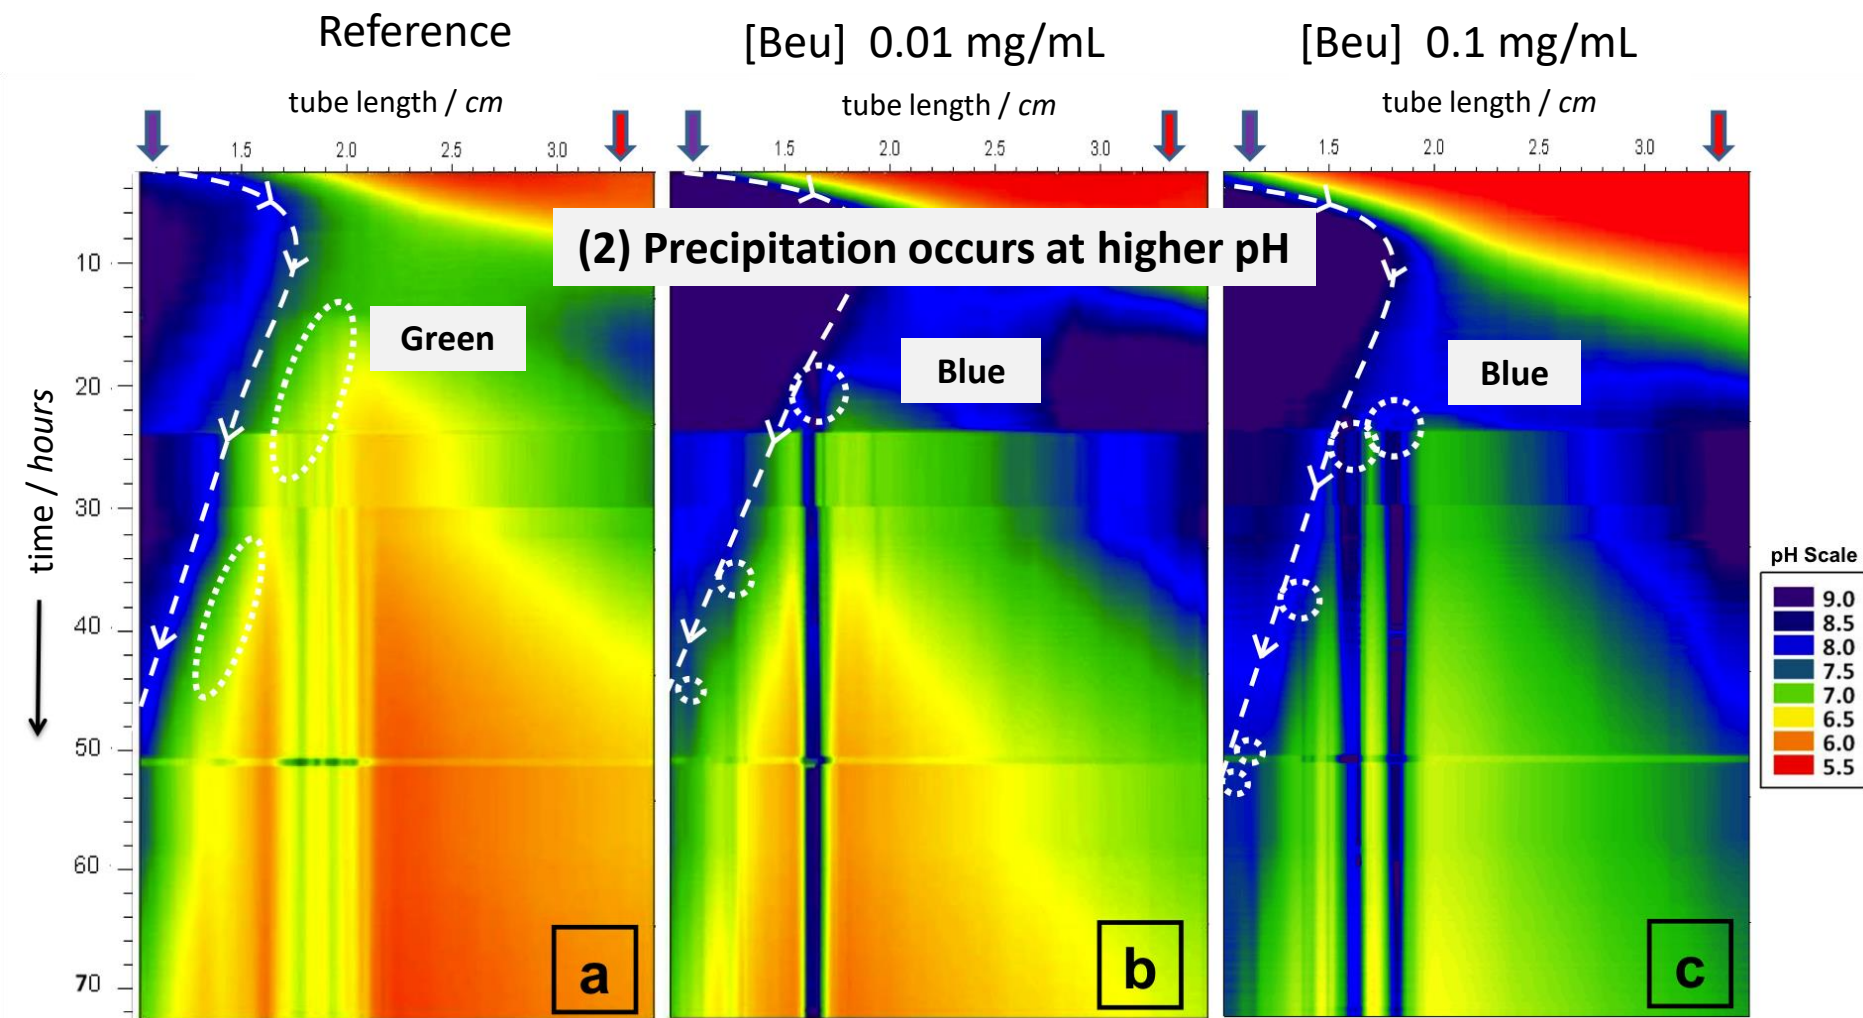 Reference
[Beu] 0.01 mg/mL
[Beu] 0.1 mg/mL
tube length / cm
tube length / cm
tube length / cm
1.5 2.0 2.5 3.0
1.5 2.0 2.5 3.0
1.5 2.0 2.5 3.0
(2) Precipitation occurs at higher pH
Green
Blue
Blue
time / hours
10
20
30
40
50
60
70
pH Scale
9.0
8.5
8.0
7.5
7.0
6.5
6.0
5.5
a
b
c